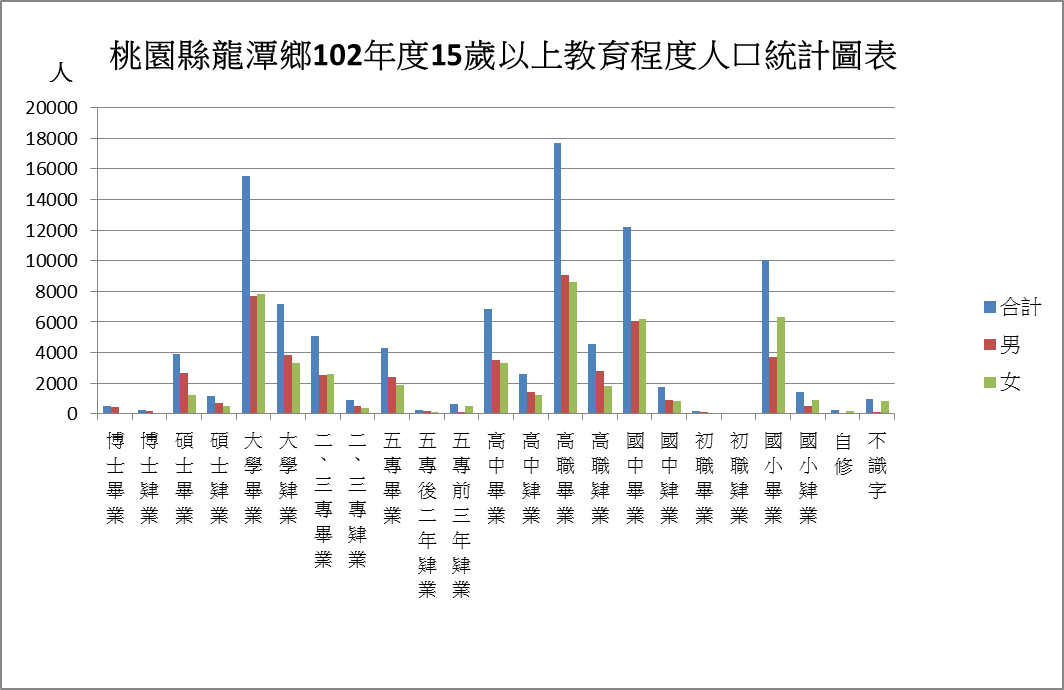 桃園縣龍潭鄉102年度15歲以上教育程度人口統計圖表
人
20000
18000
16000
14000
12000
10000
8000
6000
4000
2000
0
博士畢業
博士肄業
碩士畢業
碩士肄業
大學畢業
大學肄業
二、三專畢業
二、三專肄業
五專畢業
五專後二年肄業
五專前三年肄業
高中畢業
高中肄業
高職畢業
高職肄業
國中畢業
國中肄業
初職畢業
初職肄業
國小畢業
國小肄業
自修
不識字
合計
男
女